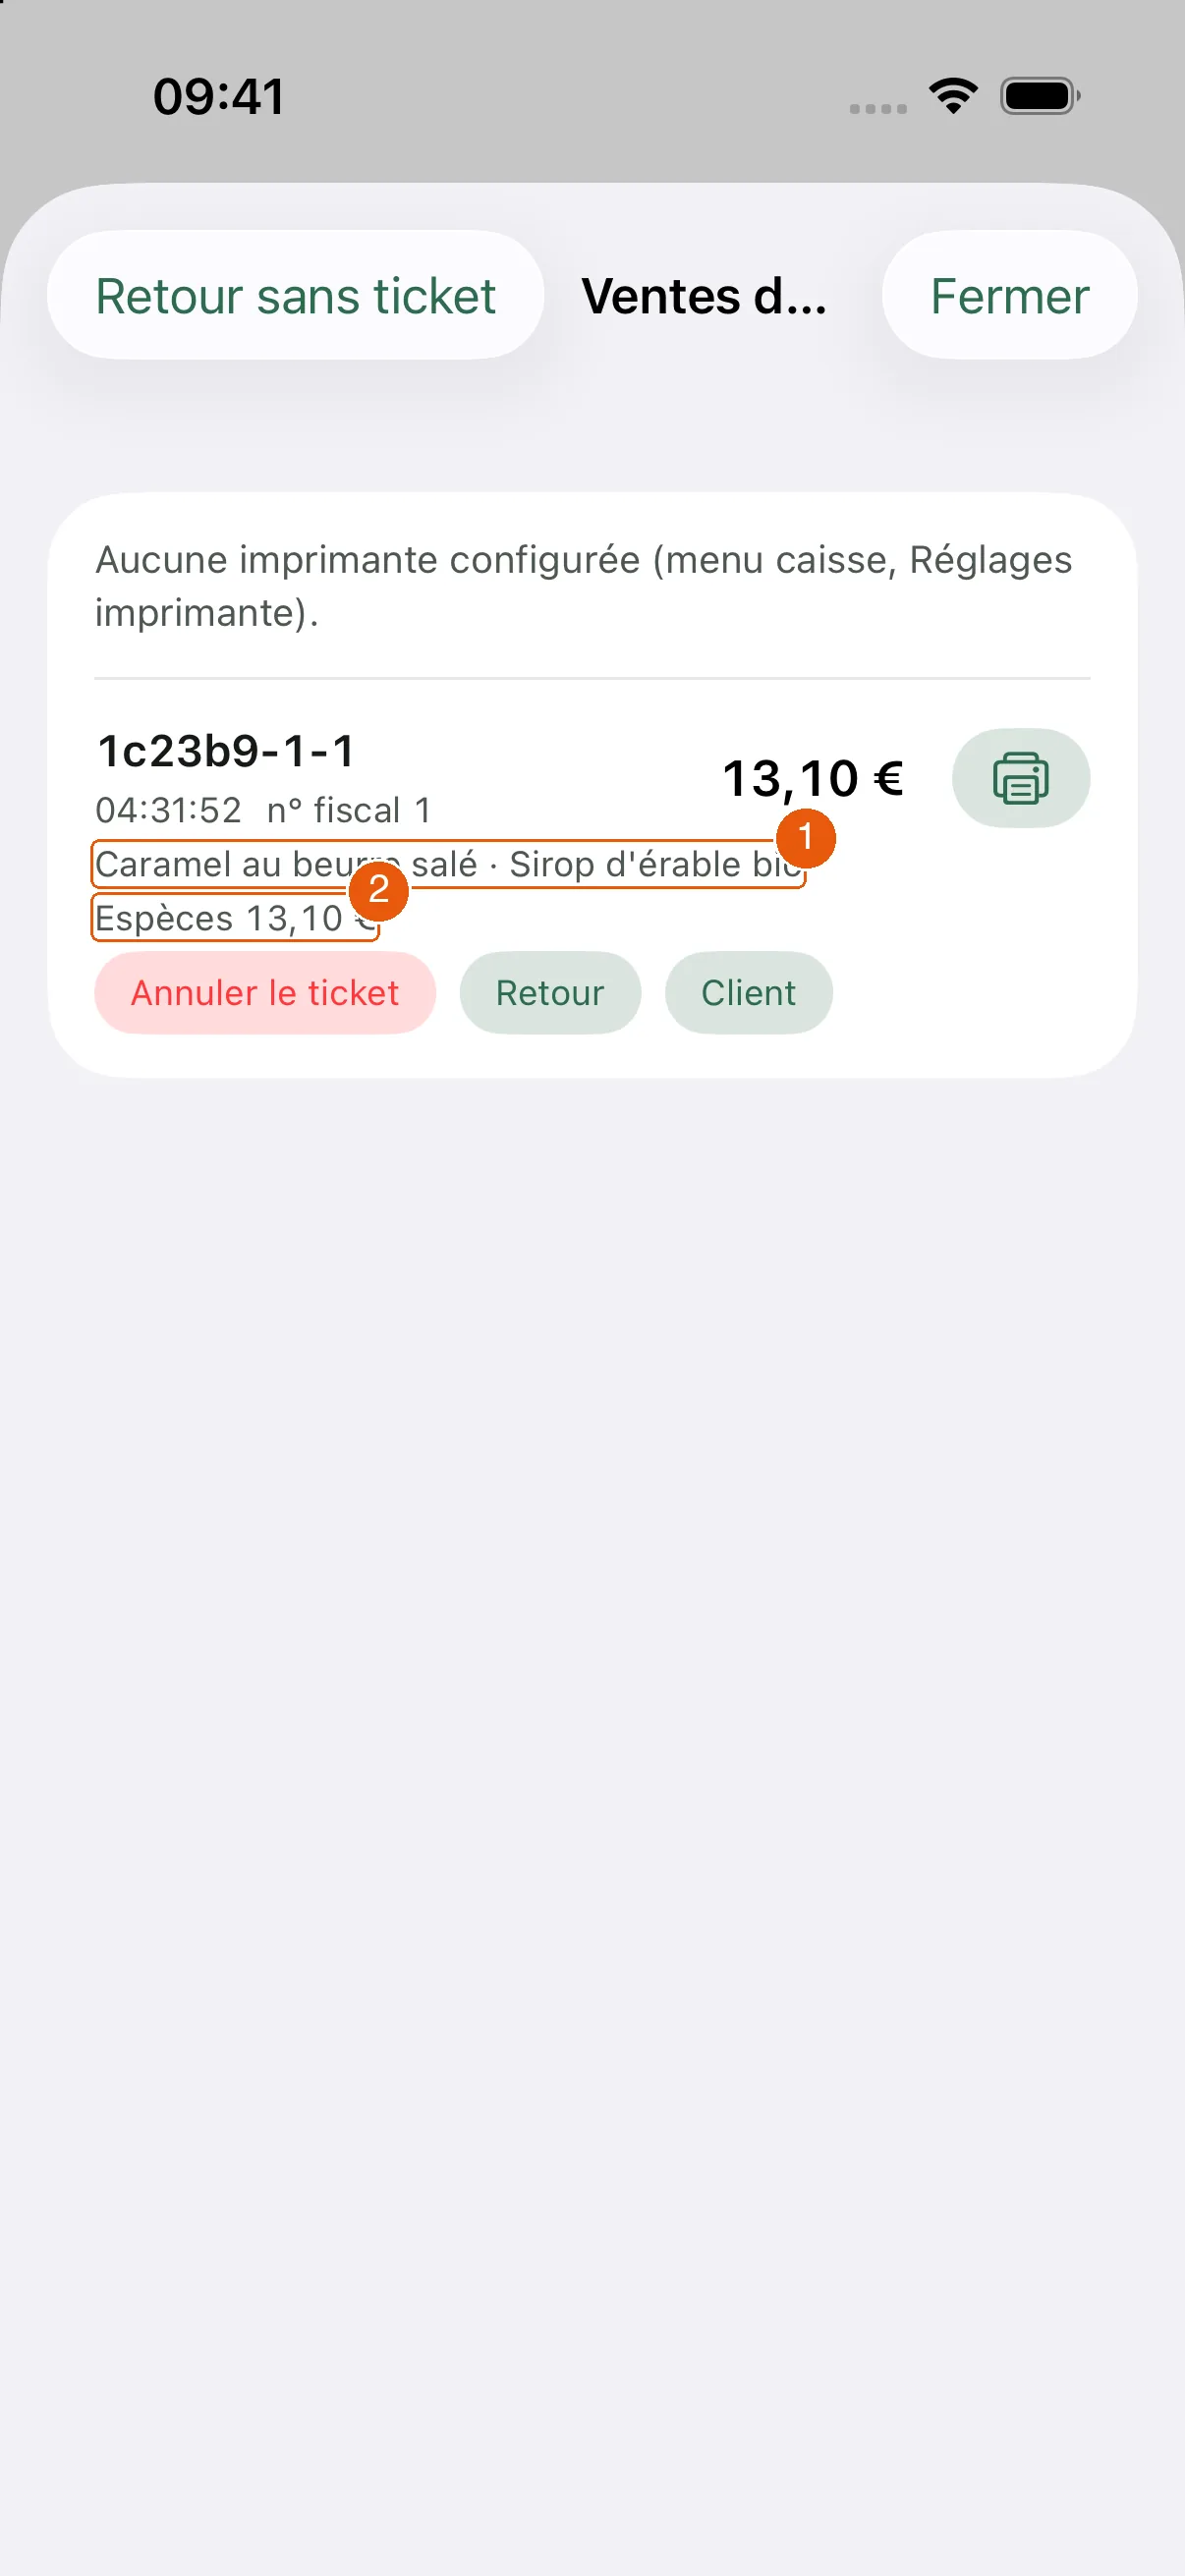 09:41
Retour sans ticket
Ventes d...
Fermer
Aucune imprimante configurée (menu caisse, Réglages
imprimante).
1c23b9-1-1
13,10 €
04:31:52 n° fiscal 1
1
Caramel au beurre salé · Sirop d'érable bio
2
Espèces 13,10 €
Annuler le ticket
Retour
Client